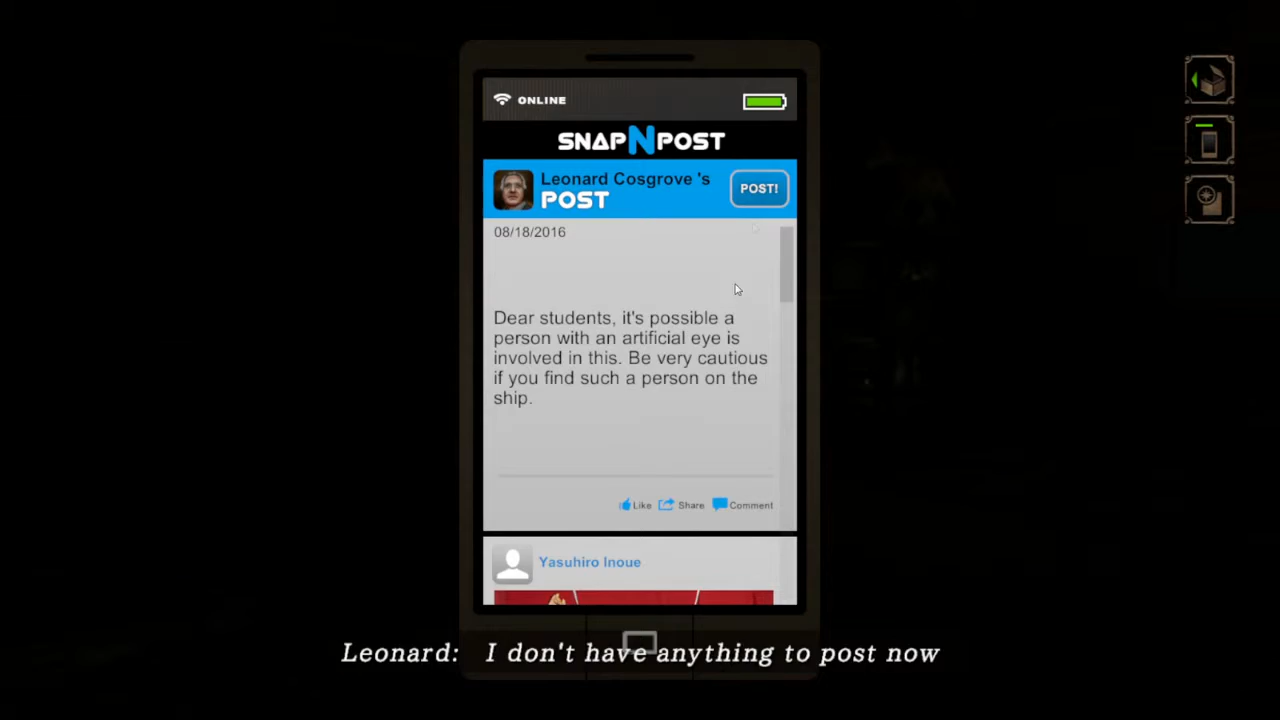 ONLINE
SNAPNPOST
Leonard Cosgrove 's
POST
POST!
08/18/2016
Dear students, it's possible a
person with an artificial eye is
involved in this. Be very cautious
if you find such a person on the
ship.
Like Share Comment
Yasuhiro Inoue
Leonard: I don't have anything to post now